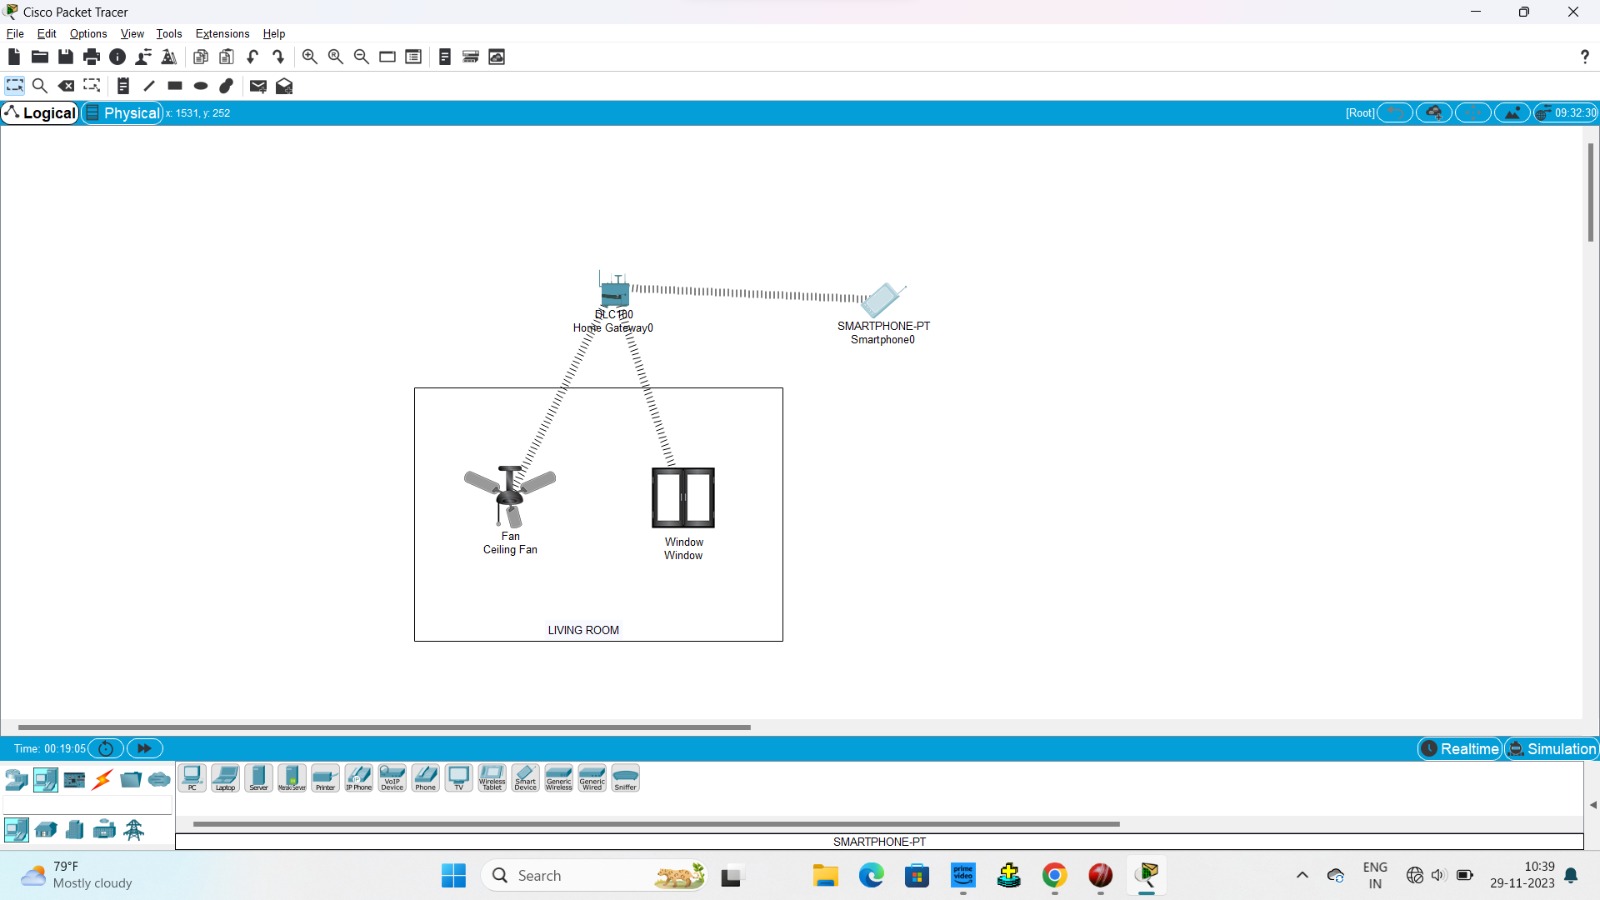 Cisco Packet Tracer
File Edit Options View Tools Extensions Help
?
Logical Physical x: 1531, y: 252 [Root] 09:32:30
DLC100
Home Gateway0
SMARTPHONE-PT
Smartphone0
Fan
Ceiling Fan
Window
Window
LIVING ROOM
Time: 00:19:05 Realtime Simulation
PC Laptop Server Printer IP Phone VoIP Device Phone TV Wireless Tablet Smart Device Generic Wireless Generic Wired Sniffer
SMARTPHONE-PT
79°F
Mostly cloudy
Search
prime video
ENG
IN
10:39
29-11-2023